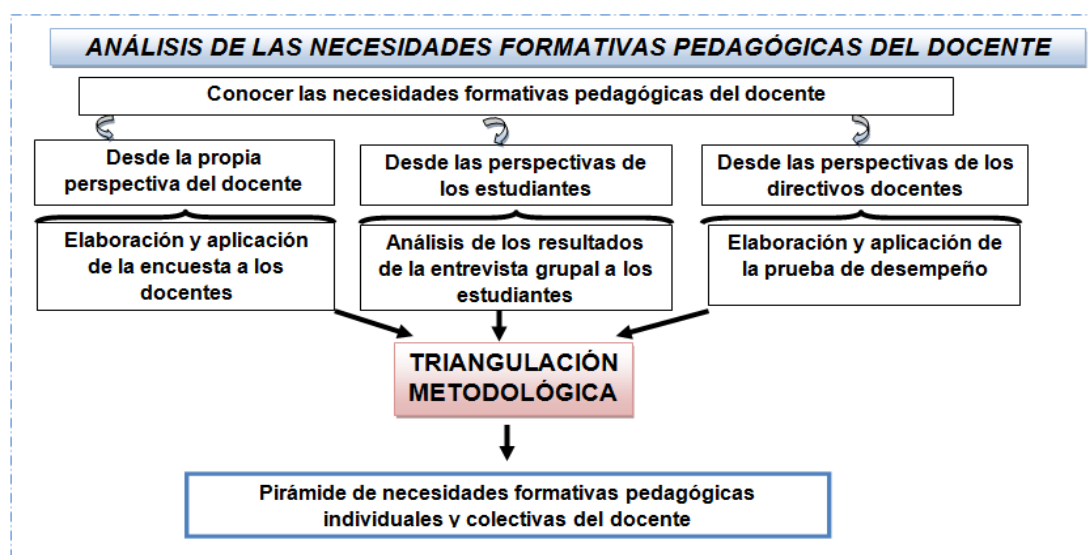 ANÁLISIS DE LAS NECESIDADES FORMATIVAS PEDAGÓGICAS DEL DOCENTE
Conocer las necesidades formativas pedagógicas del docente
Desde la propia
perspectiva del docente
Desde las perspectivas de
los estudiantes
Desde las perspectivas de los
directivos docentes
Elaboración y aplicación
de la encuesta a los
docentes
Análisis de los resultados
de la entrevista grupal a los
estudiantes
Elaboración y aplicación de
la prueba de desempeño
TRIANGULACIÓN
METODOLÓGICA
Pirámide de necesidades formativas pedagógicas
individuales y colectivas del docente